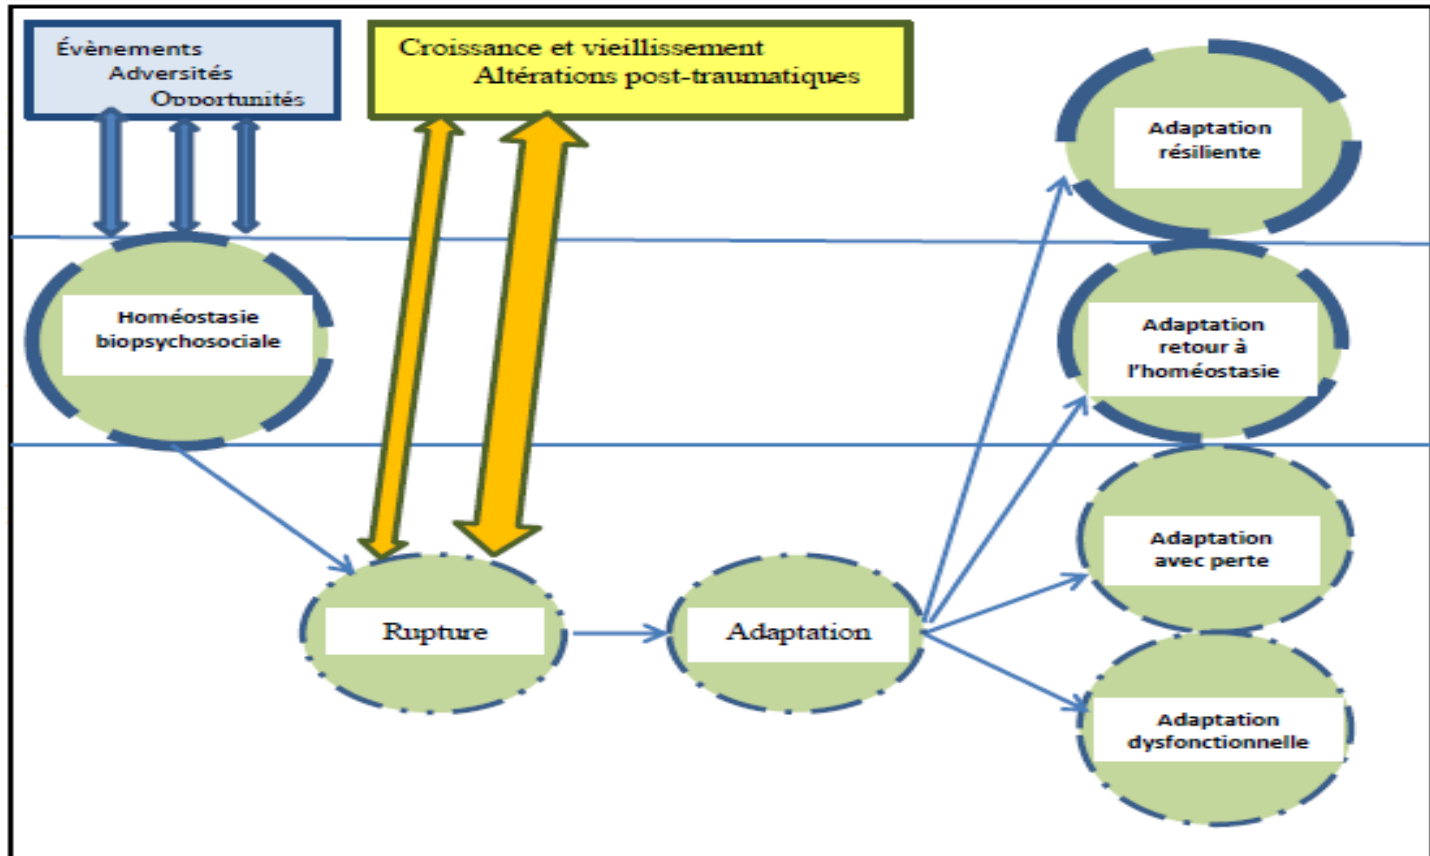 Évènements
Adversités
Opportunités
Croissance et vieillissement
Altérations post-traumatiques
Adaptation
résiliente
Homéostasie
biopsychosociale
Adaptation
retour à
l'homéostasie
Adaptation
avec perte
Rupture
Adaptation
Adaptation
dysfonctionnelle